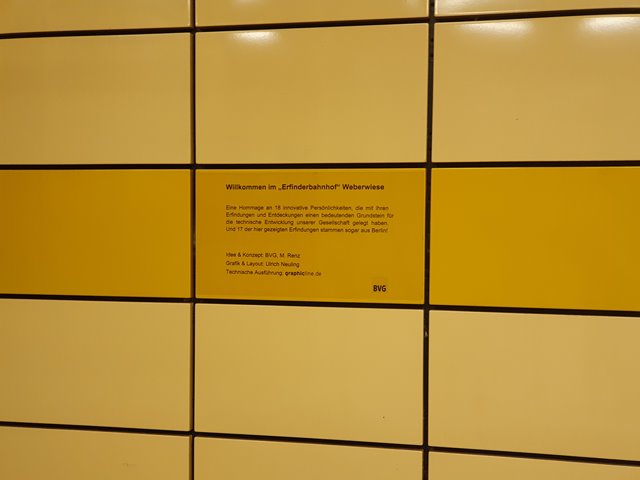 Willkommen im „Erfinderbahnhof" Weberwiese
Eine Hommage an 18 innovative Persönlichkeiten, die mit ihren
Erfindungen und Entdeckungen einen bedeutenden Grundstein für
die technische Entwicklung unserer Gesellschaft gelegt haben.
Und 17 der hier gezeigten Erfindungen stammen sogar aus Berlin!
Idee & Konzept: BVG, M. Renz
Grafik & Layout: Ulrich Neuling
Technische Ausführung: graphicline.de
BVG